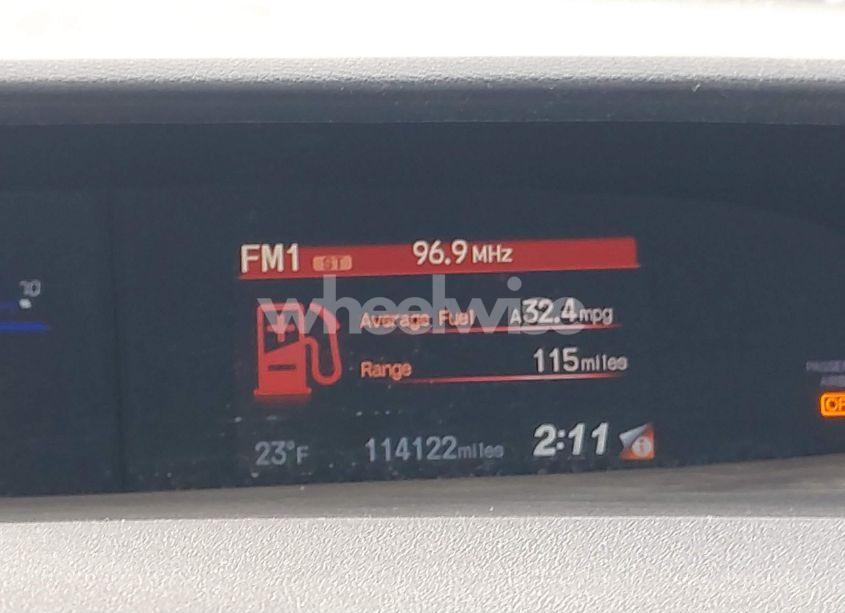 FM1 ST 96.9 MHz
wheelwise
Average Fuel A32.4mpg
Range 115miles
23°F 114122miles 2:11 i